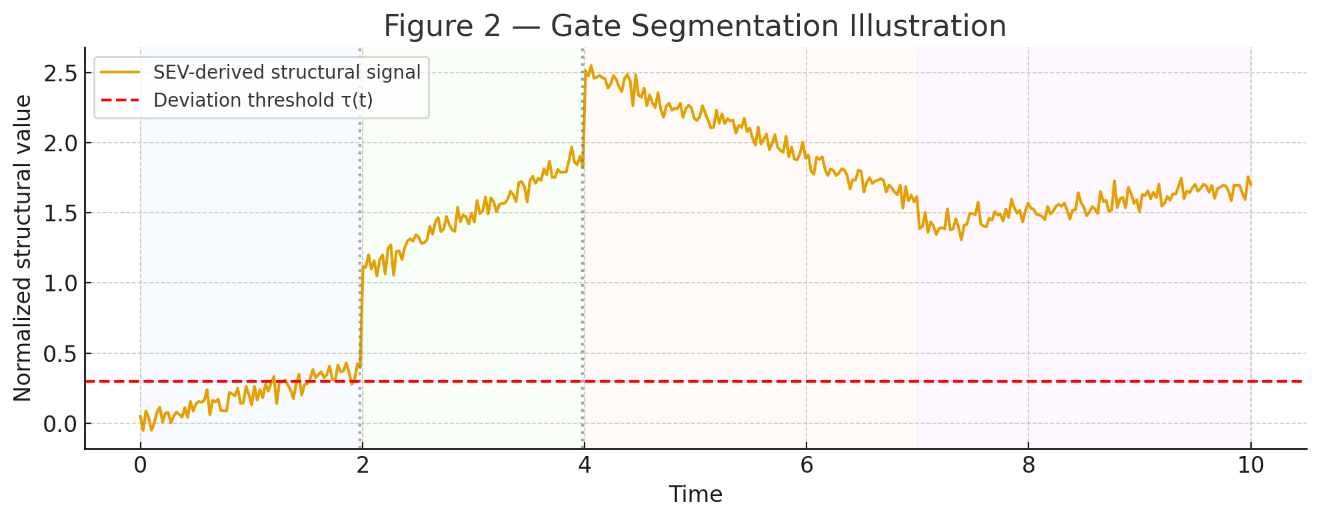 Figure 2 — Gate Segmentation Illustration
SEV-derived structural signal
Deviation threshold τ(t)
Normalized structural value
2.5
2.0
1.5
1.0
0.5
0.0
0 2 4 6 8 10
Time